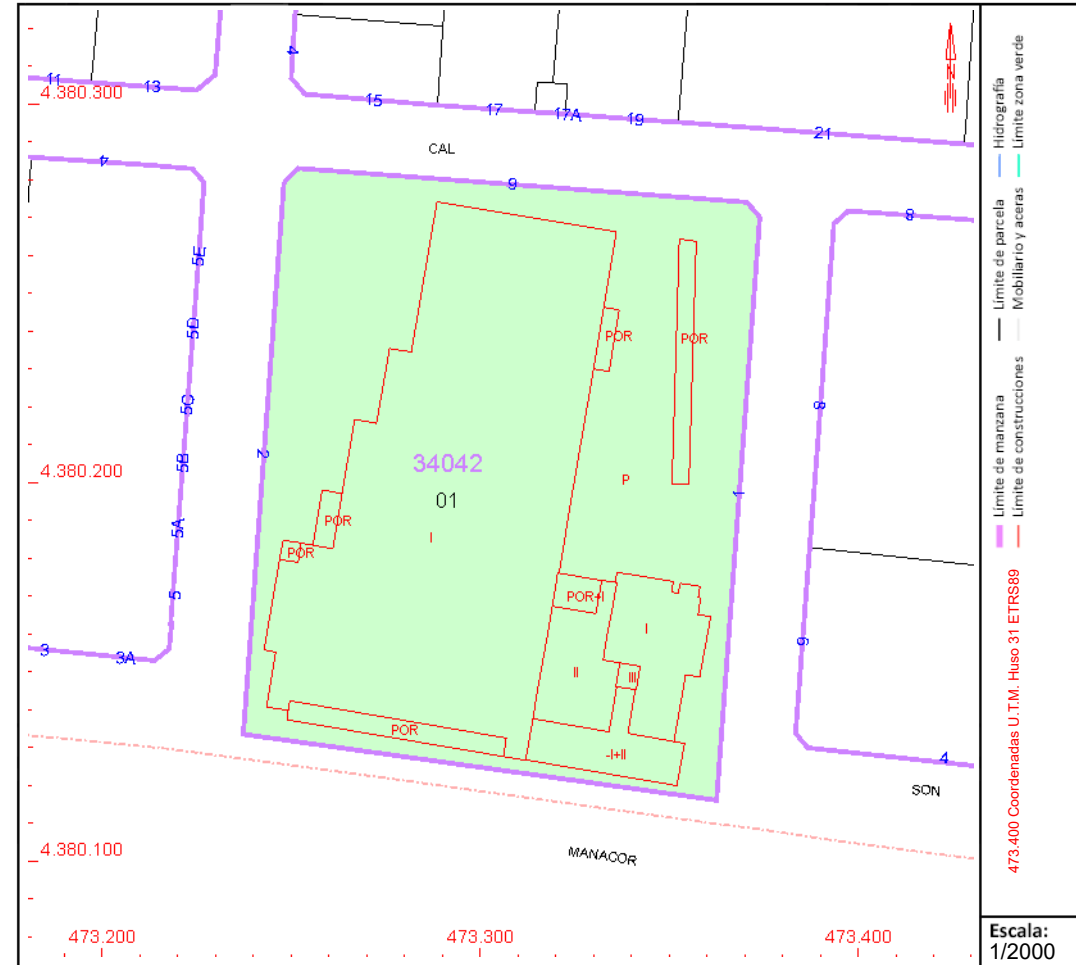 4
11
13
4.380.300
15
17
17A
19
21
N
CAL
4
6
8
5E
POR
POR
5D
5C
8
2
34042
4.380.200
5B
01
P
1
POR
I
5A
POR
5
POR+I
I
3
3A
6
II
III
POR
-I+II
4
SON
4.380.100
MANACOR
473.200
473.300
473.400
Hidrografía
Límite zona verde
Límite de parcela
Mobiliario y aceras
Límite de manzana
Límite de construcciones
473.400 Coordenadas U.T.M. Huso 31 ETRS89
Escala:
1/2000